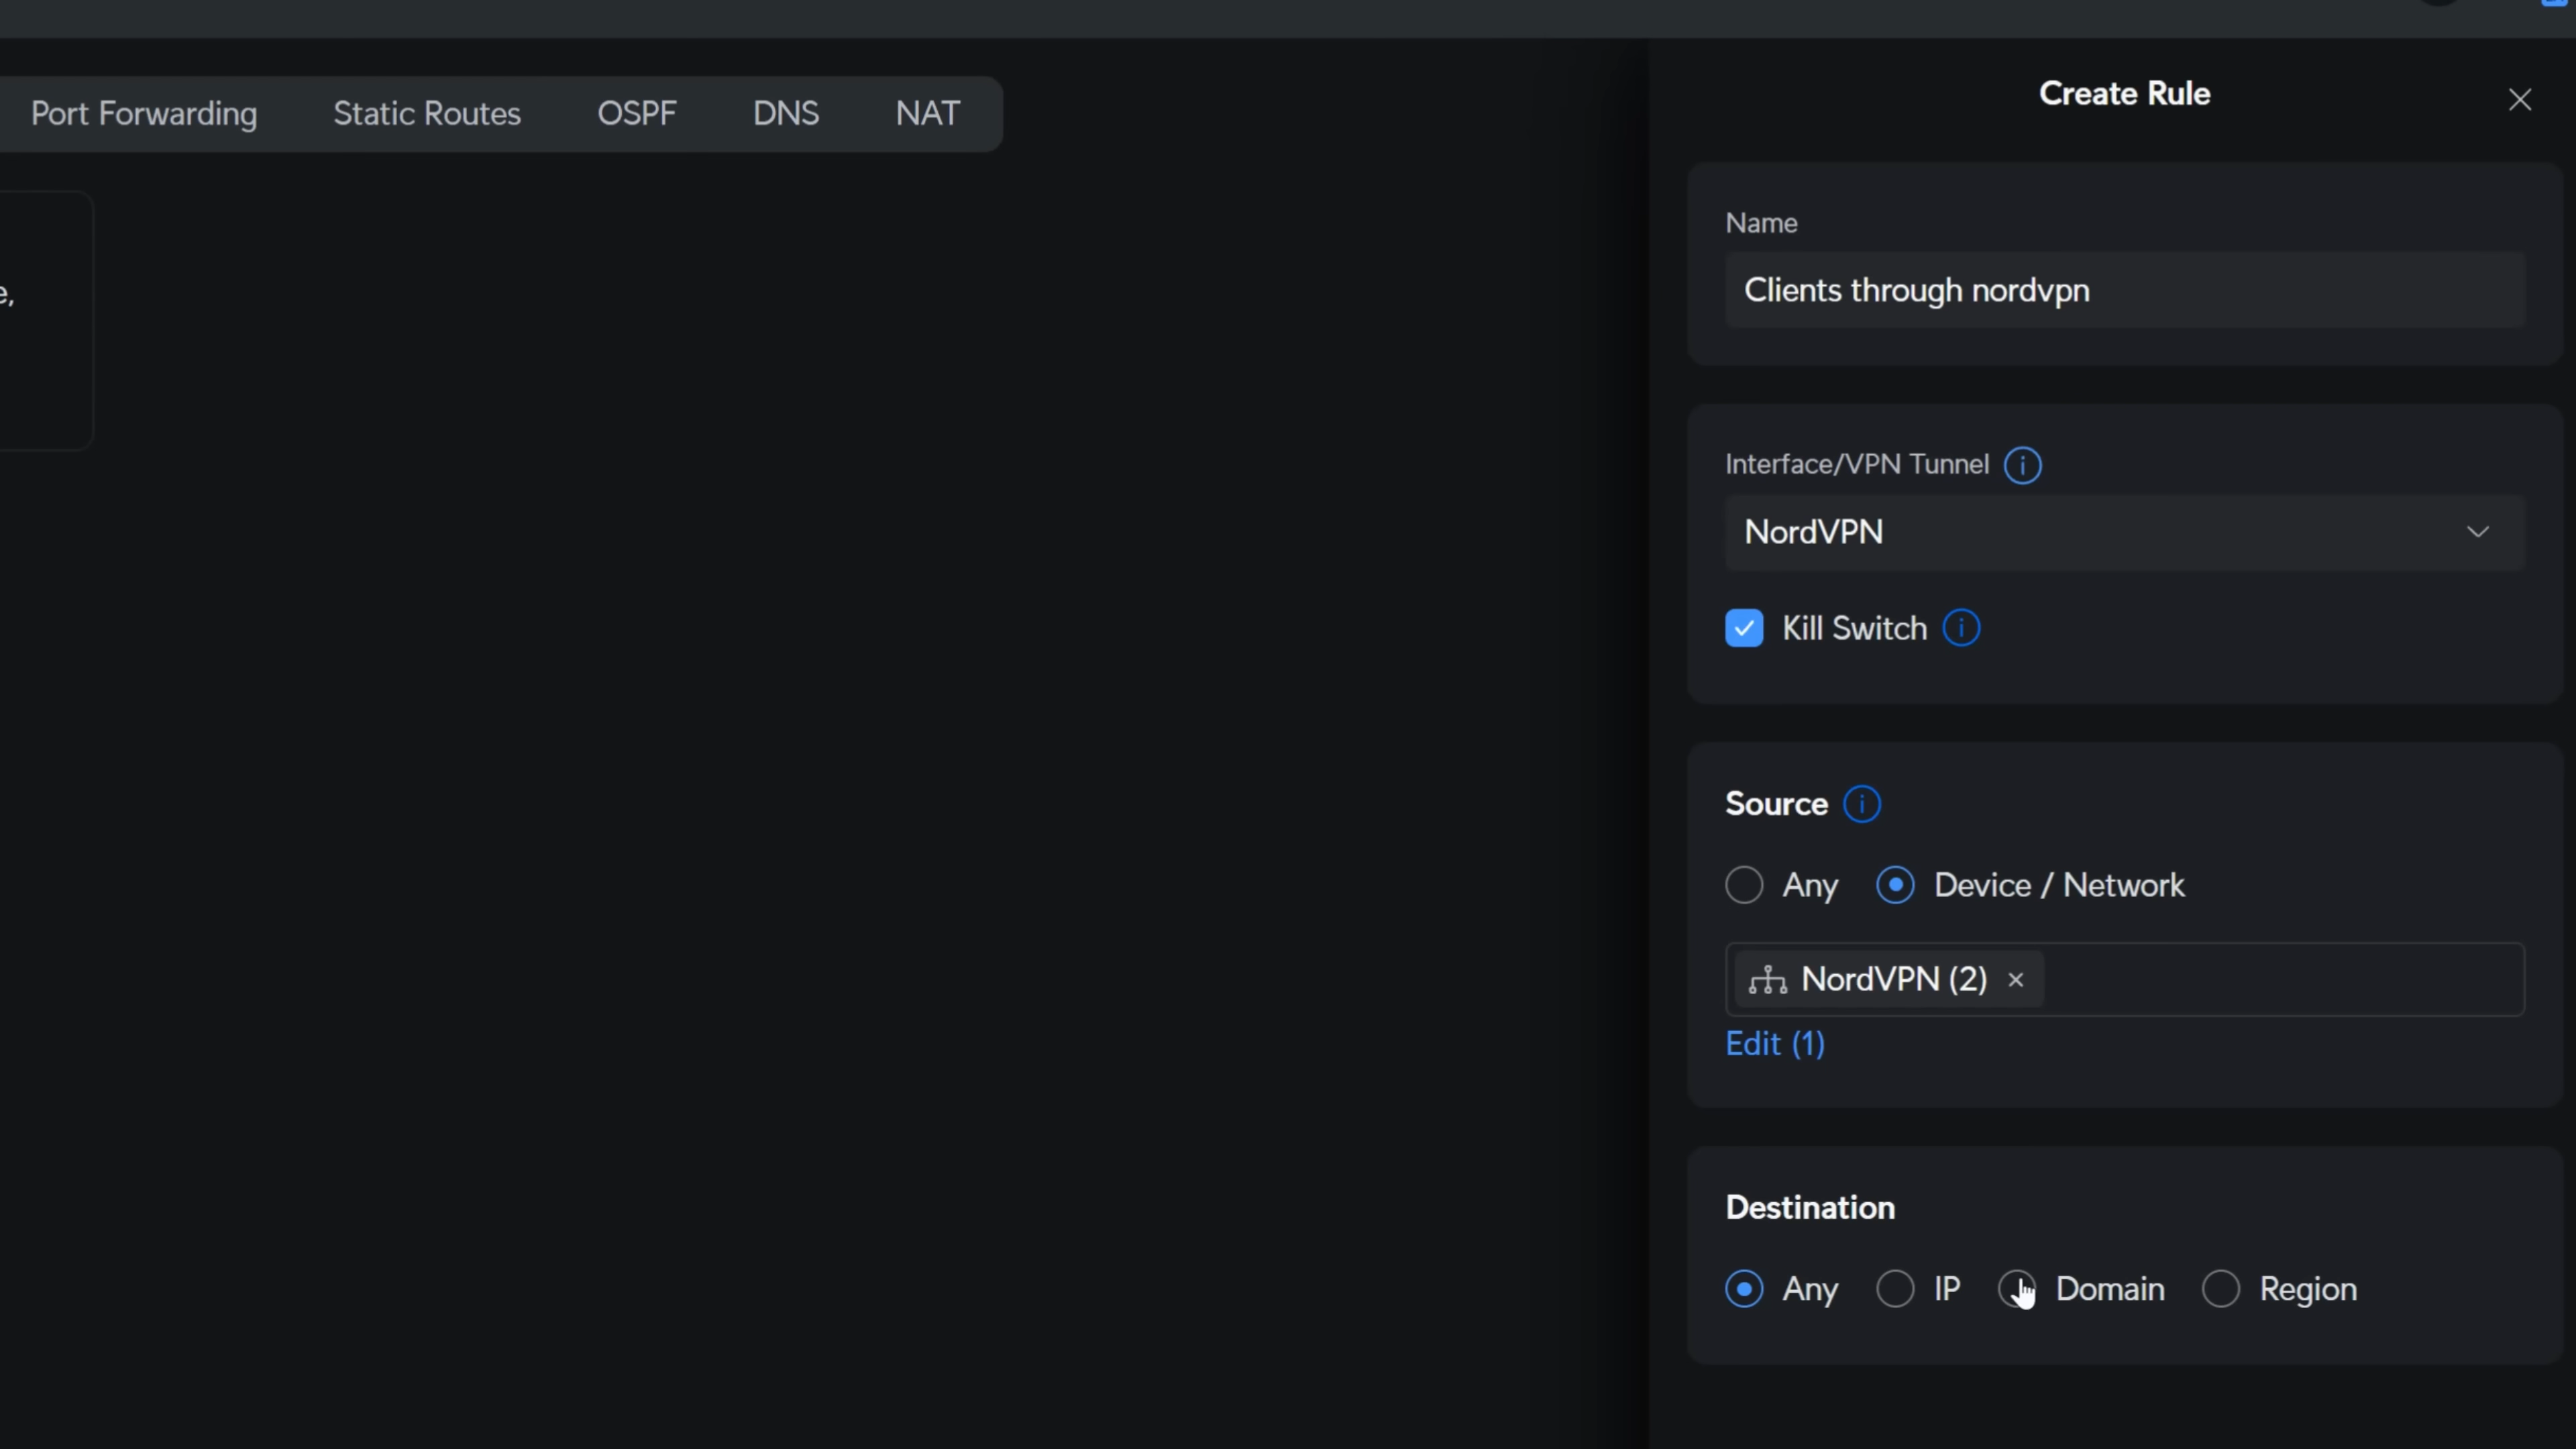 Port Forwarding Static Routes OSPF DNS NAT
e,
Create Rule
Name
Clients through nordvpn
Interface/VPN Tunnel
NordVPN
Kill Switch
Source
Any Device / Network
NordVPN (2)
Edit (1)
Destination
Any IP Domain Region